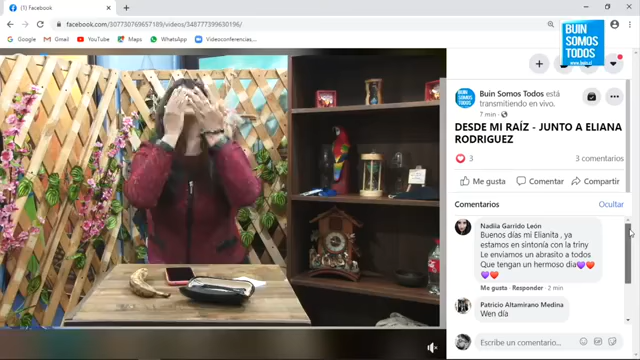 (1) Facebook
facebook.com/307730769657189/videos/348777399630196/
Google
Gmail
YouTube
Maps
WhatsApp
Videoconferencias...
BUIN
SOMOS
TODOS
www.buin.cl
Buin Somos Todos está
transmitiendo en vivo.
7 min
DESDE MI RAÍZ - JUNTO A ELIANA
RODRIGUEZ
3
3 comentarios
Me gusta
Comentar
Compartir
Comentarios
Ocultar
Nadiia Garrido León
Buenos días mi Elianita , ya
estamos en sintonía con la triny
Le enviamos un abrasito a todos
Que tengan un hermoso dia💜❤️
💜❤️
Me gusta · Responder · 2 min
Patricio Altamirano Medina
Wen día
Escribe un comentario...